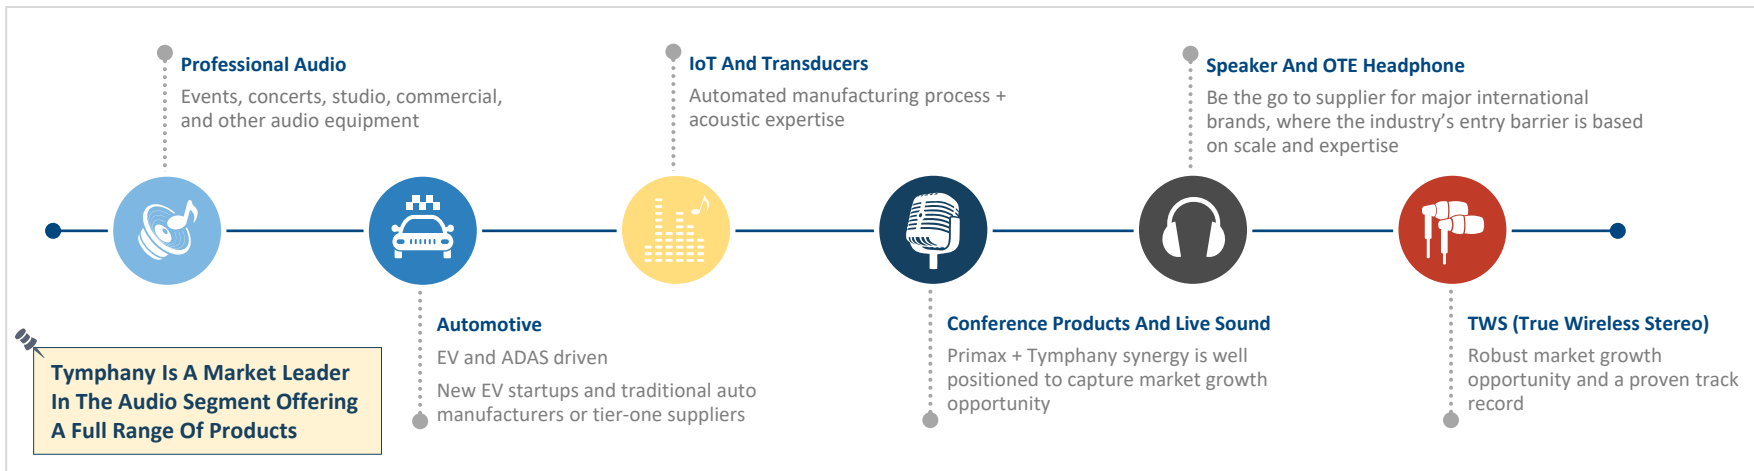 Professional Audio
Events, concerts, studio, commercial,
and other audio equipment
IoT And Transducers
Automated manufacturing process +
acoustic expertise
Speaker And OTE Headphone
Be the go to supplier for major international
brands, where the industry’s entry barrier is based
on scale and expertise
Automotive
EV and ADAS driven
New EV startups and traditional auto
manufacturers or tier-one suppliers
Conference Products And Live Sound
Primax + Tymphany synergy is well
positioned to capture market growth
opportunity
TWS (True Wireless Stereo)
Robust market growth
opportunity and a proven track
record
Tymphany Is A Market Leader
In The Audio Segment Offering
A Full Range Of Products